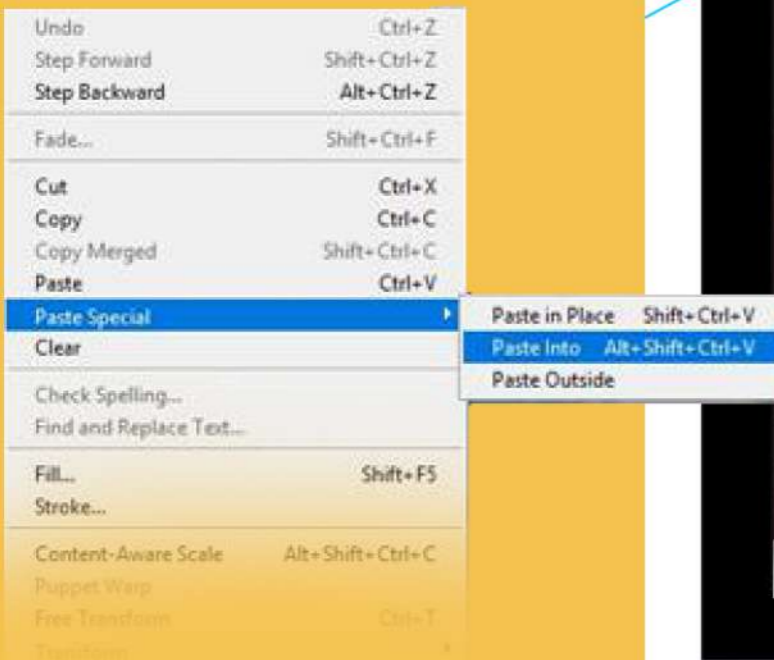 Undo Ctrl+Z
Step Forward Shift+Ctrl+Z
Step Backward Alt+Ctrl+Z
Fade... Shift+Ctrl+F
Cut Ctrl+X
Copy Ctrl+C
Copy Merged Shift+Ctrl+C
Paste Ctrl+V
Paste Special
Paste in Place Shift+Ctrl+V
Paste Into Alt+Shift+Ctrl+V
Paste Outside
Clear
Check Spelling...
Find and Replace Text...
Fill... Shift+F5
Stroke...
Content-Aware Scale Alt+Shift+Ctrl+C
Puppet Warp
Free Transform Ctrl+T
Transform